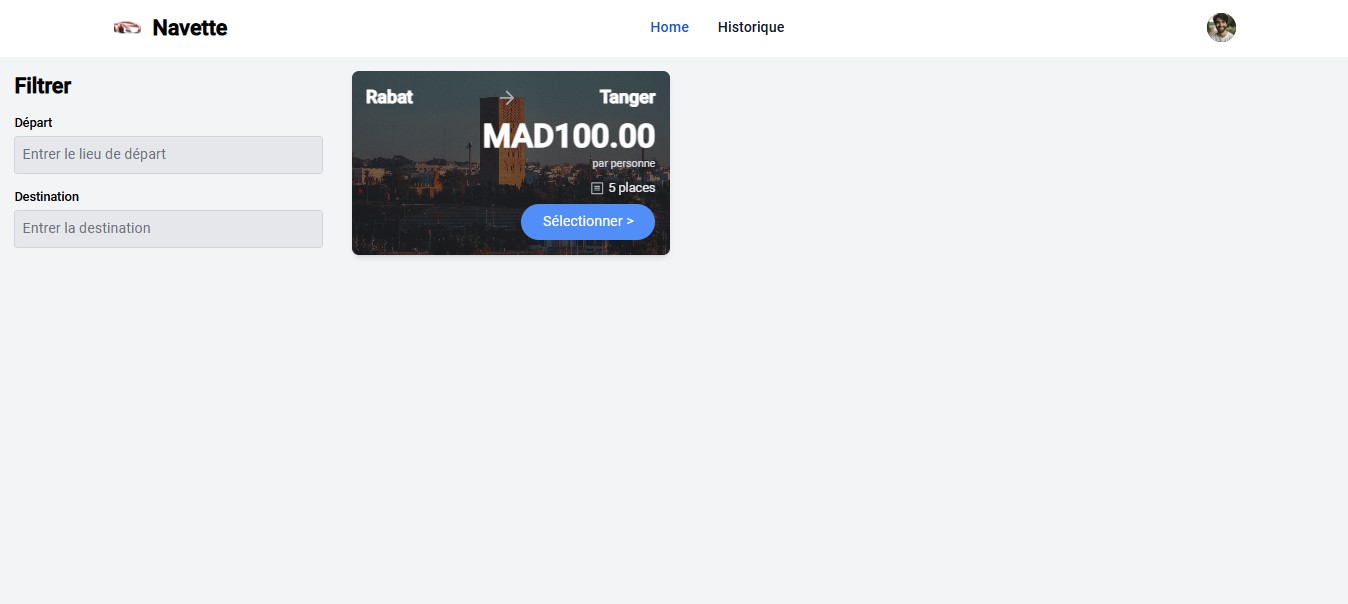 Navette
Home
Historique
Filtrer
Départ
Entrer le lieu de départ
Destination
Entrer la destination
Rabat → Tanger
MAD100.00
par personne
5 places
Sélectionner >